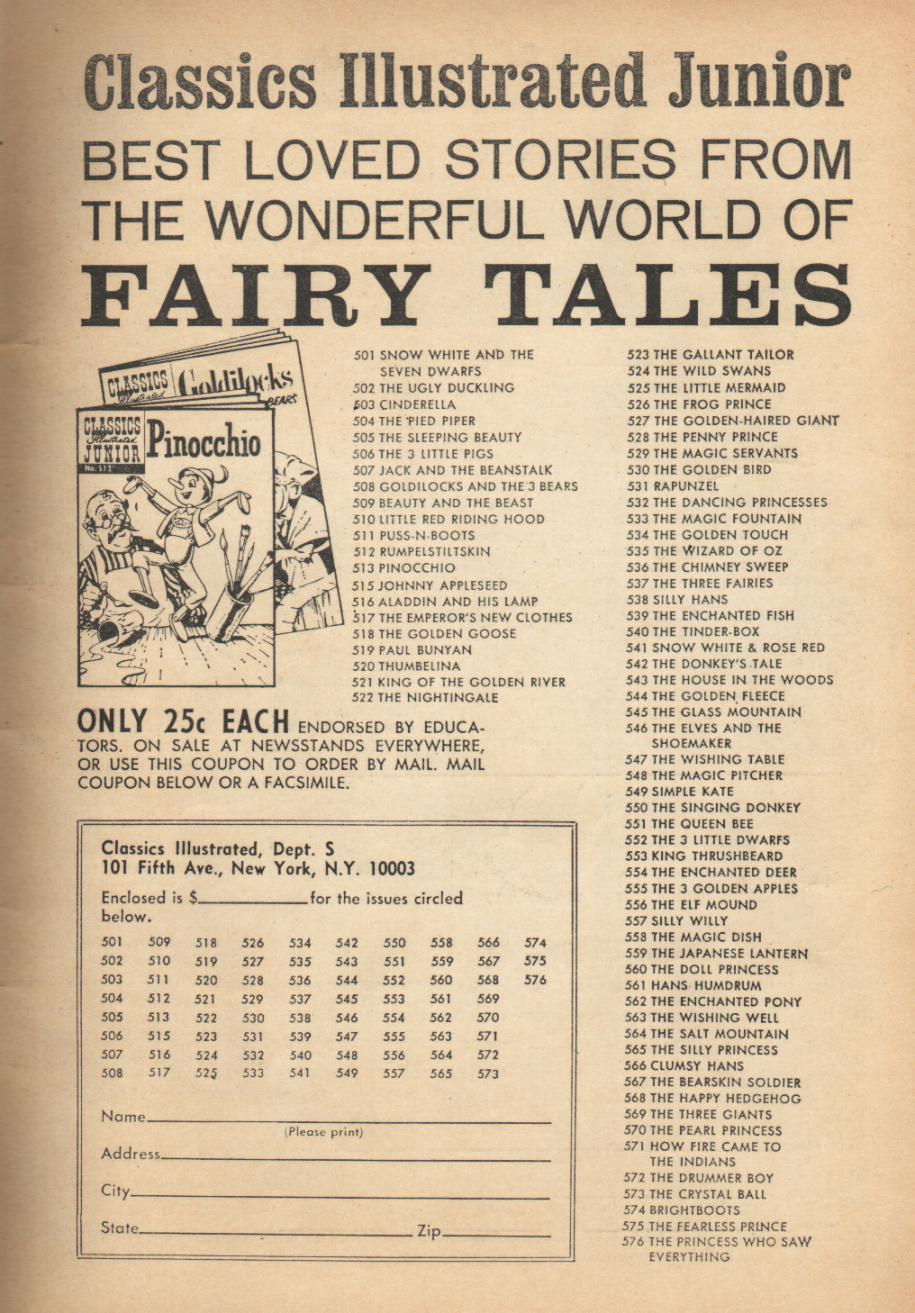 Classics Illustrated Junior
BEST LOVED STORIES FROM
THE WONDERFUL WORLD OF
FAIRY TALES
CLASSICS
Illustrated
Goldilocks
BEARS
CLASSICS
Illustrated
JUNIOR
No. 513
Pinocchio
501 SNOW WHITE AND THE
SEVEN DWARFS
502 THE UGLY DUCKLING
503 CINDERELLA
504 THE PIED PIPER
505 THE SLEEPING BEAUTY
506 THE 3 LITTLE PIGS
507 JACK AND THE BEANSTALK
508 GOLDILOCKS AND THE 3 BEARS
509 BEAUTY AND THE BEAST
510 LITTLE RED RIDING HOOD
511 PUSS-N-BOOTS
512 RUMPELSTILTSKIN
513 PINOCCHIO
515 JOHNNY APPLESEED
516 ALADDIN AND HIS LAMP
517 THE EMPEROR'S NEW CLOTHES
518 THE GOLDEN GOOSE
519 PAUL BUNYAN
520 THUMBELINA
521 KING OF THE GOLDEN RIVER
522 THE NIGHTINGALE
523 THE GALLANT TAILOR
524 THE WILD SWANS
525 THE LITTLE MERMAID
526 THE FROG PRINCE
527 THE GOLDEN-HAIRED GIANT
528 THE PENNY PRINCE
529 THE MAGIC SERVANTS
530 THE GOLDEN BIRD
531 RAPUNZEL
532 THE DANCING PRINCESSES
533 THE MAGIC FOUNTAIN
534 THE GOLDEN TOUCH
535 THE WIZARD OF OZ
536 THE CHIMNEY SWEEP
537 THE THREE FAIRIES
538 SILLY HANS
539 THE ENCHANTED FISH
540 THE TINDER-BOX
541 SNOW WHITE & ROSE RED
542 THE DONKEY'S TALE
543 THE HOUSE IN THE WOODS
544 THE GOLDEN FLEECE
545 THE GLASS MOUNTAIN
546 THE ELVES AND THE
SHOEMAKER
547 THE WISHING TABLE
548 THE MAGIC PITCHER
549 SIMPLE KATE
550 THE SINGING DONKEY
551 THE QUEEN BEE
552 THE 3 LITTLE DWARFS
553 KING THRUSHBEARD
554 THE ENCHANTED DEER
555 THE 3 GOLDEN APPLES
556 THE ELF MOUND
557 SILLY WILLY
558 THE MAGIC DISH
559 THE JAPANESE LANTERN
560 THE DOLL PRINCESS
561 HANS HUMDRUM
562 THE ENCHANTED PONY
563 THE WISHING WELL
564 THE SALT MOUNTAIN
565 THE SILLY PRINCESS
566 CLUMSY HANS
567 THE BEARSKIN SOLDIER
568 THE HAPPY HEDGEHOG
569 THE THREE GIANTS
570 THE PEARL PRINCESS
571 HOW FIRE CAME TO
THE INDIANS
572 THE DRUMMER BOY
573 THE CRYSTAL BALL
574 BRIGHTBOOTS
575 THE FEARLESS PRINCE
576 THE PRINCESS WHO SAW
EVERYTHING
ONLY 25c EACH ENDORSED BY EDUCA-
TORS. ON SALE AT NEWSSTANDS EVERYWHERE,
OR USE THIS COUPON TO ORDER BY MAIL. MAIL
COUPON BELOW OR A FACSIMILE.
Classics Illustrated, Dept. S
101 Fifth Ave., New York, N.Y. 10003
Enclosed is $__________for the issues circled
below.
501 509 518 526 534 542 550 558 566 574
502 510 519 527 535 543 551 559 567 575
503 511 520 528 536 544 552 560 568 576
504 512 521 529 537 545 553 561 569
505 513 522 530 538 546 554 562 570
506 515 523 531 539 547 555 563 571
507 516 524 532 540 548 556 564 572
508 517 525 533 541 549 557 565 573
Name
(Please print)
Address
City
State Zip